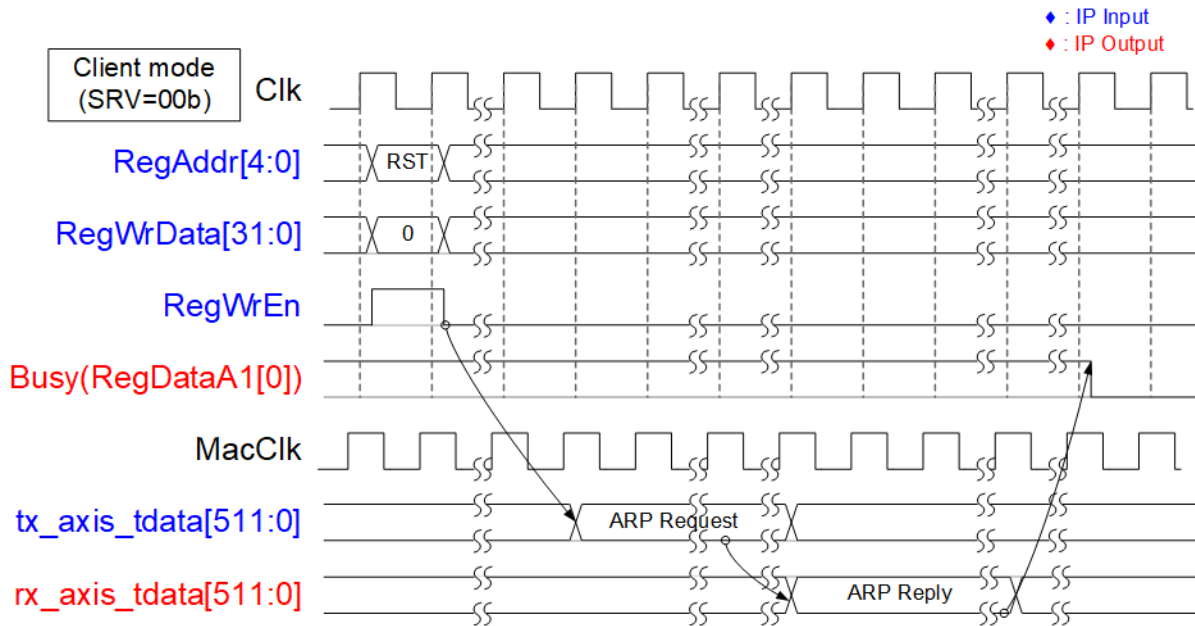 ♦ : IP Input
♦ : IP Output
Client mode
(SRV=00b)
Clk
RegAddr[4:0]
RST
RegWrData[31:0]
0
RegWrEn
Busy(RegDataA1[0])
MacClk
tx_axis_tdata[511:0]
ARP Request
rx_axis_tdata[511:0]
ARP Reply